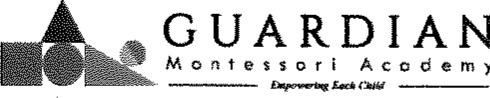 GUARDIAN
Montessori Academy
Empowering Each Child